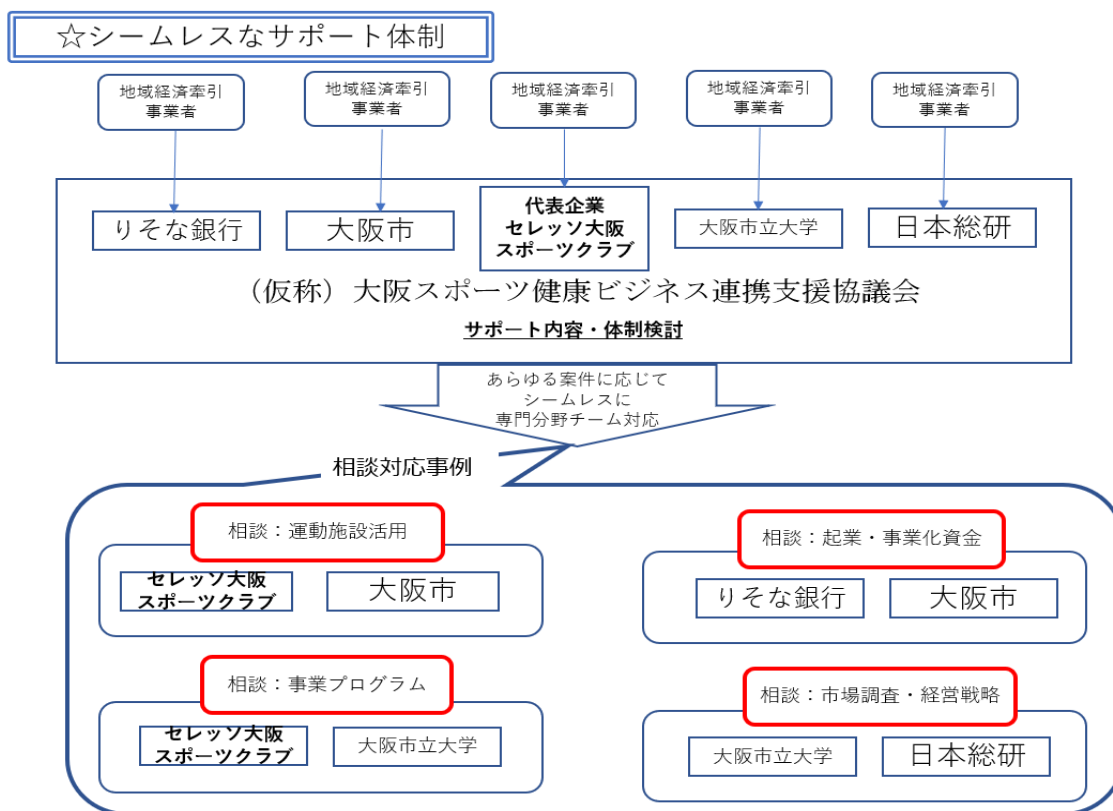 ☆シームレスなサポート体制
地域経済牽引
事業者
地域経済牽引
事業者
地域経済牽引
事業者
地域経済牽引
事業者
地域経済牽引
事業者
りそな銀行
大阪市
代表企業
セレッソ大阪
スポーツクラブ
大阪市立大学
日本総研
（仮称）大阪スポーツ健康ビジネス連携支援協議会
サポート内容・体制検討
あらゆる案件に応じて
シームレスに
専門分野チーム対応
相談対応事例
相談：運動施設活用
セレッソ大阪
スポーツクラブ
大阪市
相談：起業・事業化資金
りそな銀行
大阪市
相談：事業プログラム
セレッソ大阪
スポーツクラブ
大阪市立大学
相談：市場調査・経営戦略
大阪市立大学
日本総研